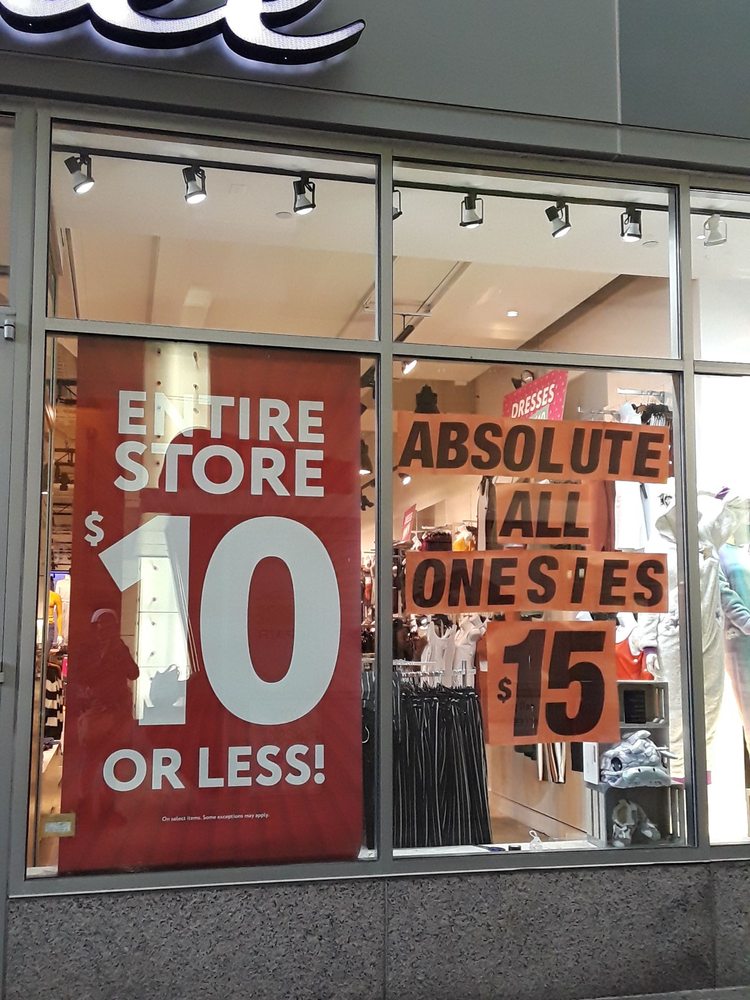 ENTIRE
STORE
$10
OR LESS!
On select items. Some exceptions may apply.
DRESSES
ABSOLUTE
ALL
ONESIES
$15